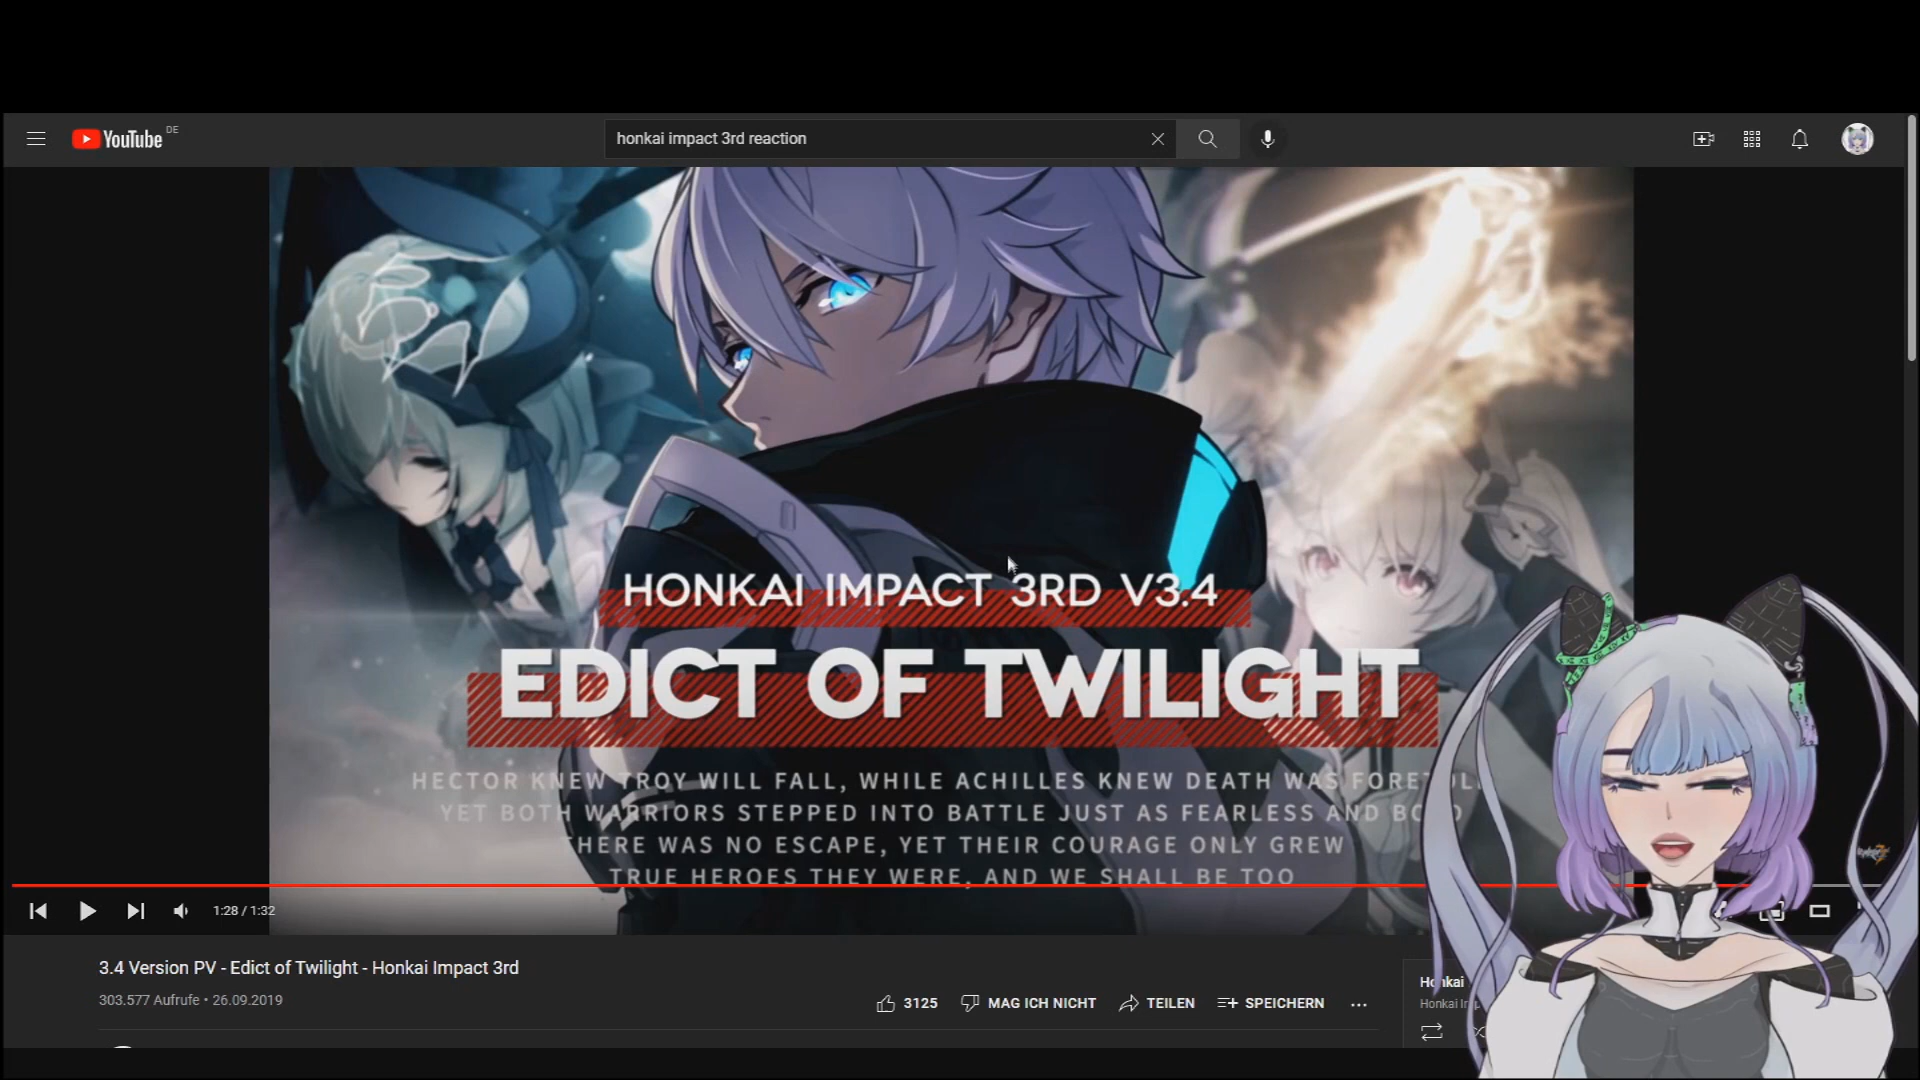 YouTube DE
honkai impact 3rd reaction
HONKAI IMPACT 3RD V3.4
EDICT OF TWILIGHT
HECTOR KNEW TROY WILL FALL, WHILE ACHILLES KNEW DEATH WAS
YET BOTH WARRIORS STEPPED INTO BATTLE JUST AS FEARLESS AND
THERE WAS NO ESCAPE, YET THEIR COURAGE ONLY GREW
TRUE HEROES THEY WERE, AND WE SHALL BE TOO
1:28 / 1:32
3.4 Version PV - Edict of Twilight - Honkai Impact 3rd
303.577 Aufrufe • 26.09.2019
3125 MAG ICH NICHT TEILEN SPEICHERN
Honkai
Honkai